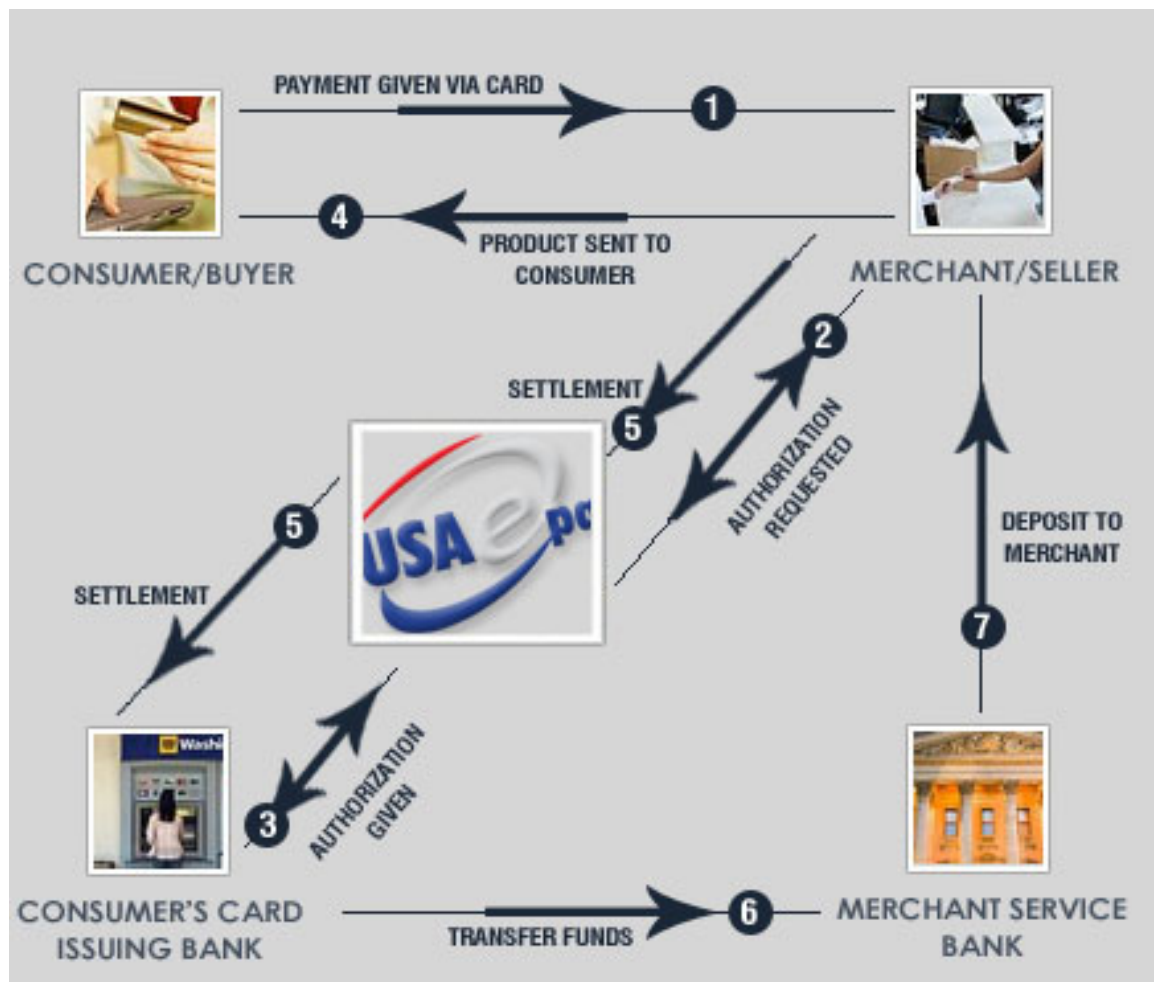 PAYMENT GIVEN VIA CARD
1
4
PRODUCT SENT TO
CONSUMER
CONSUMER/BUYER
MERCHANT/SELLER
2
SETTLEMENT
5
AUTHORIZATION
REQUESTED
USA e
5
DEPOSIT TO
MERCHANT
SETTLEMENT
7
Washi
3
AUTHORIZATION
GIVEN
CONSUMER'S CARD
ISSUING BANK
6
TRANSFER FUNDS
MERCHANT SERVICE
BANK